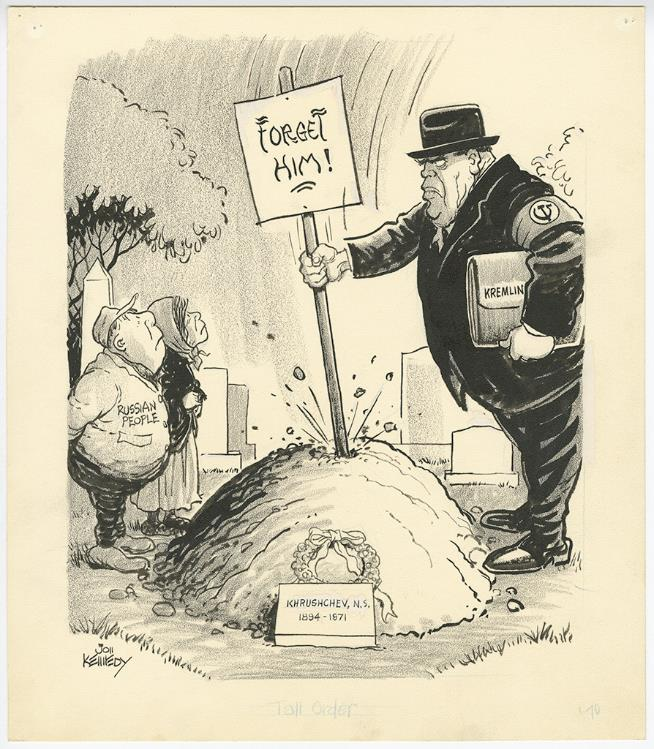 FORGET
HIM!
KREMLIN
RUSSIAN
PEOPLE
KHRUSHCHEV, N.S.
1894-1971
JON
KENNEDY
Tall Order